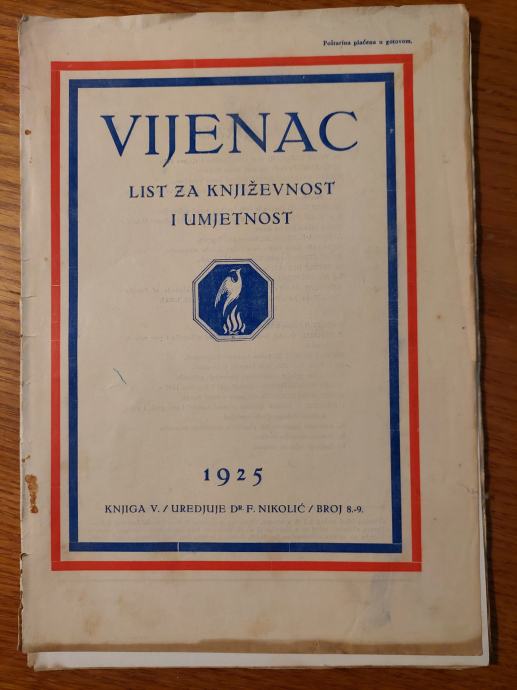 Poštarina plaćena u gotovom.
VIJENAC
LIST ZA KNJIŽEVNOST
I UMJETNOST
1925
KNJIGA V. / UREDJUJE DR. F. NIKOLIĆ / BROJ 8.-9.